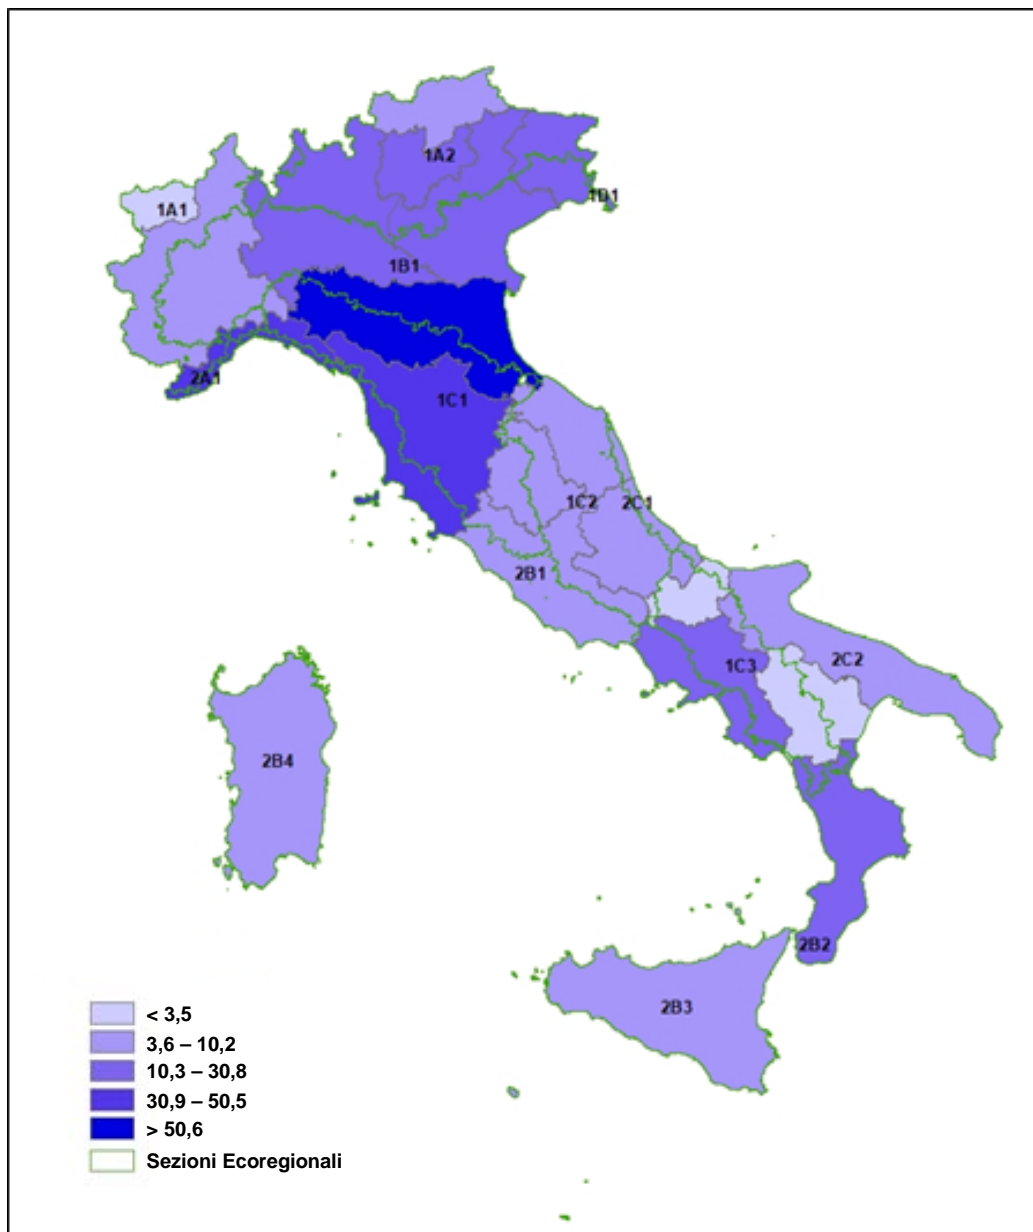 1A2
1D1
1A1
1B1
2A1
1C1
1C2
2C1
2B1
2C2
1C3
2B4
2B2
2B3
< 3,5
3,6 – 10,2
10,3 – 30,8
30,9 – 50,5
> 50,6
Sezioni Ecoregionali